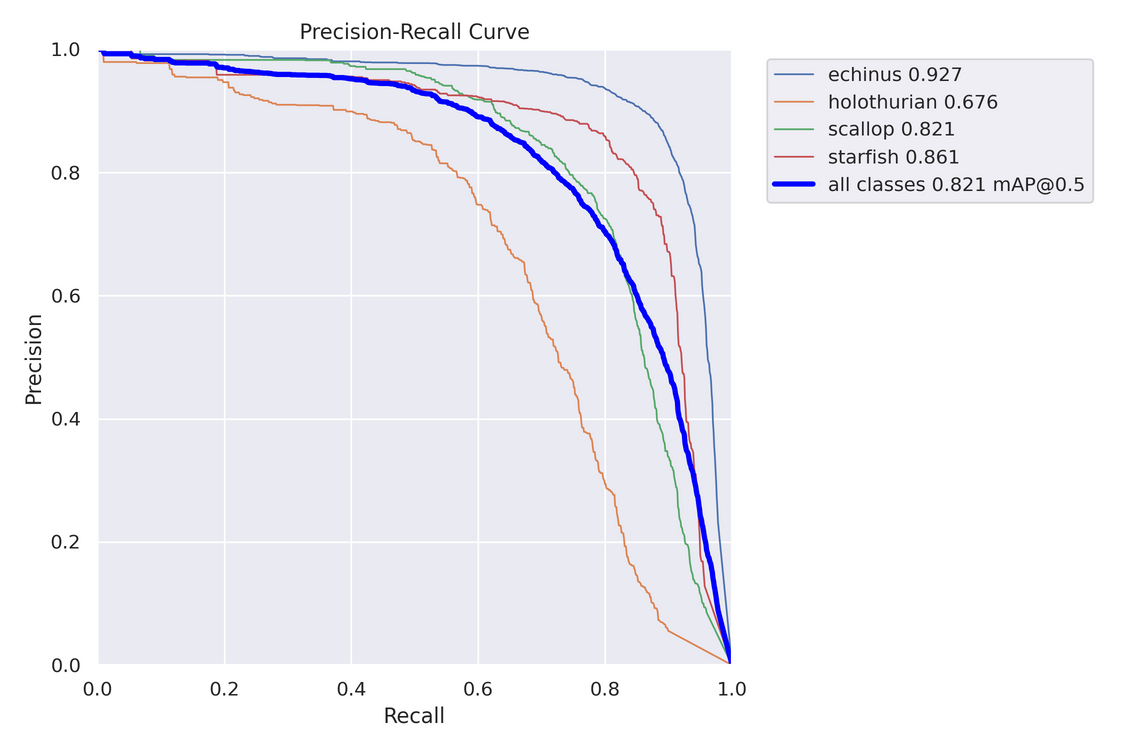 Precision-Recall Curve
1.0
0.8
0.6
0.4
0.2
0.0
Precision
0.0 0.2 0.4 0.6 0.8 1.0
Recall
echinus 0.927
holothurian 0.676
scallop 0.821
starfish 0.861
all classes 0.821 mAP@0.5